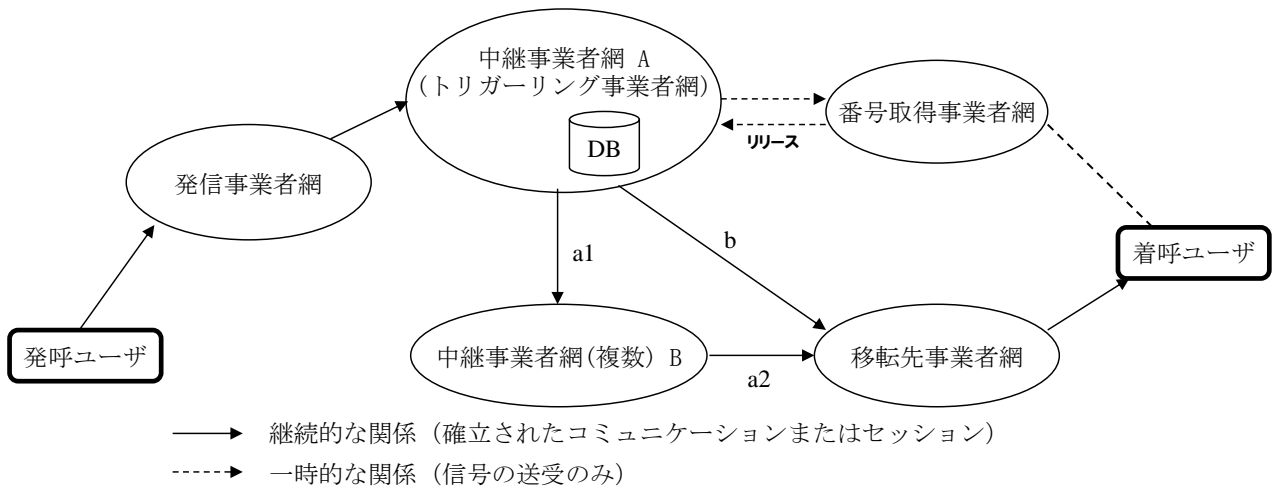 中継事業者網 A
(トリガーリング事業者網)
DB
番号取得事業者網
リリース
発信事業者網
a1
b
着呼ユーザ
発呼ユーザ
中継事業者網(複数) B
a2
移転先事業者網
継続的な関係 (確立されたコミュニケーションまたはセッション)
一時的な関係 (信号の送受のみ)